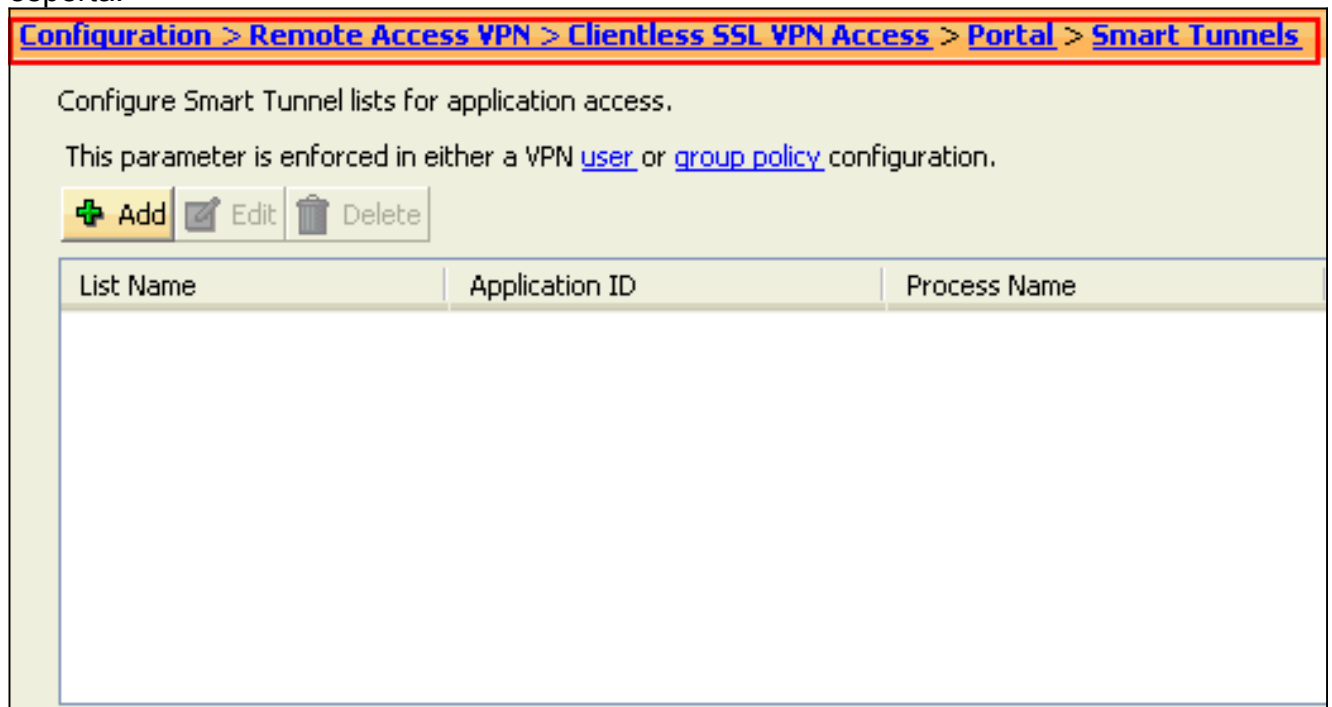 Configuration > Remote Access VPN > Clientless SSL VPN Access > Portal > Smart Tunnels
Configure Smart Tunnel lists for application access.
This parameter is enforced in either a VPN user or group policy configuration.
Add Edit Delete
List Name Application ID Process Name